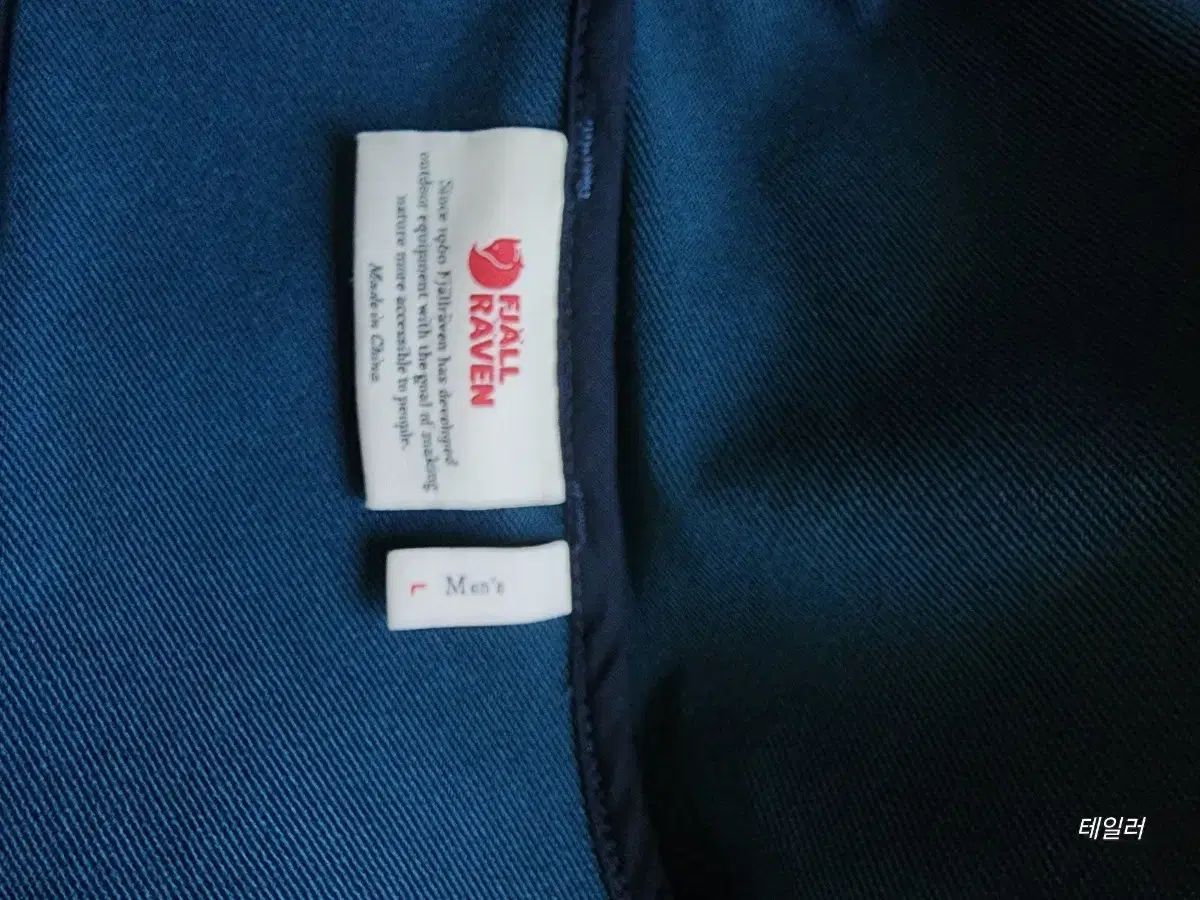 FJÄLL
RÄVEN
Since 1960 Fjällräven has developed
outdoor equipment with the goal of making
nature more accessible to people.
Made in China
Men's
L
테일러